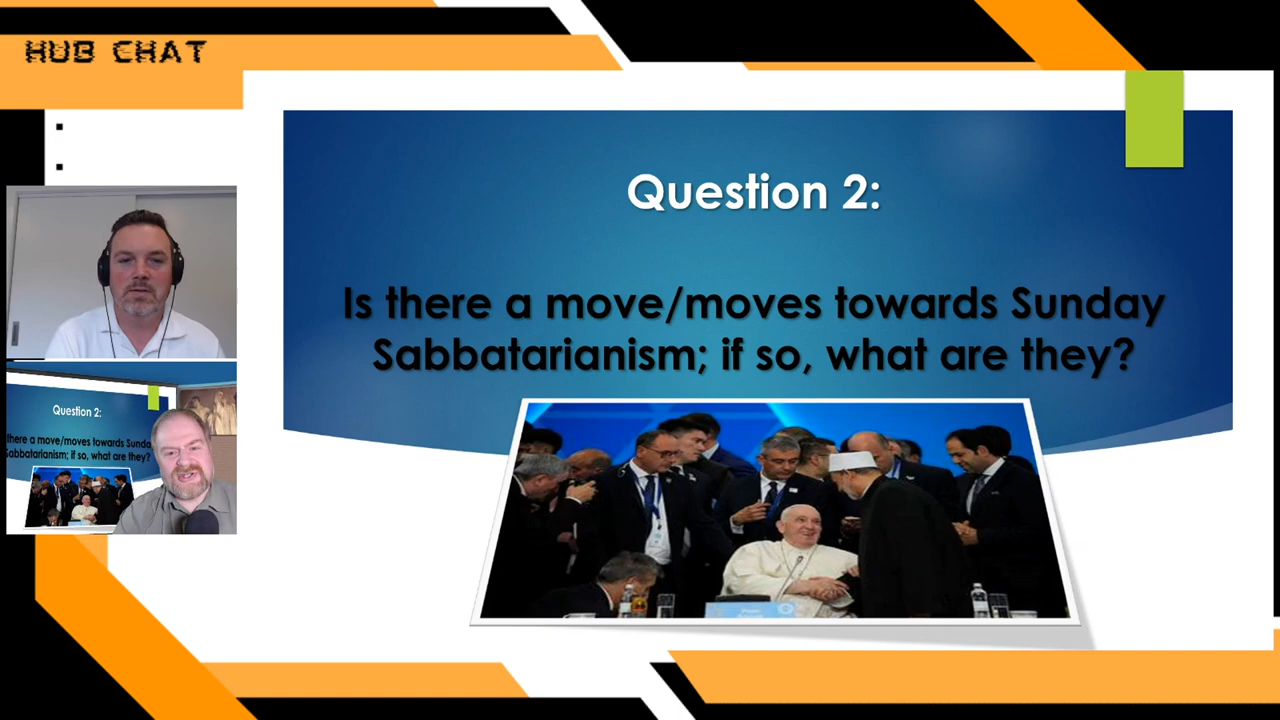 HUB CHAT
Question 2:
Is there a move/moves towards Sunday
Sabbatarianism; if so, what are they?
Question 2:
there a move/moves towards Sunda
Sabbatarianism; if so, what are they?